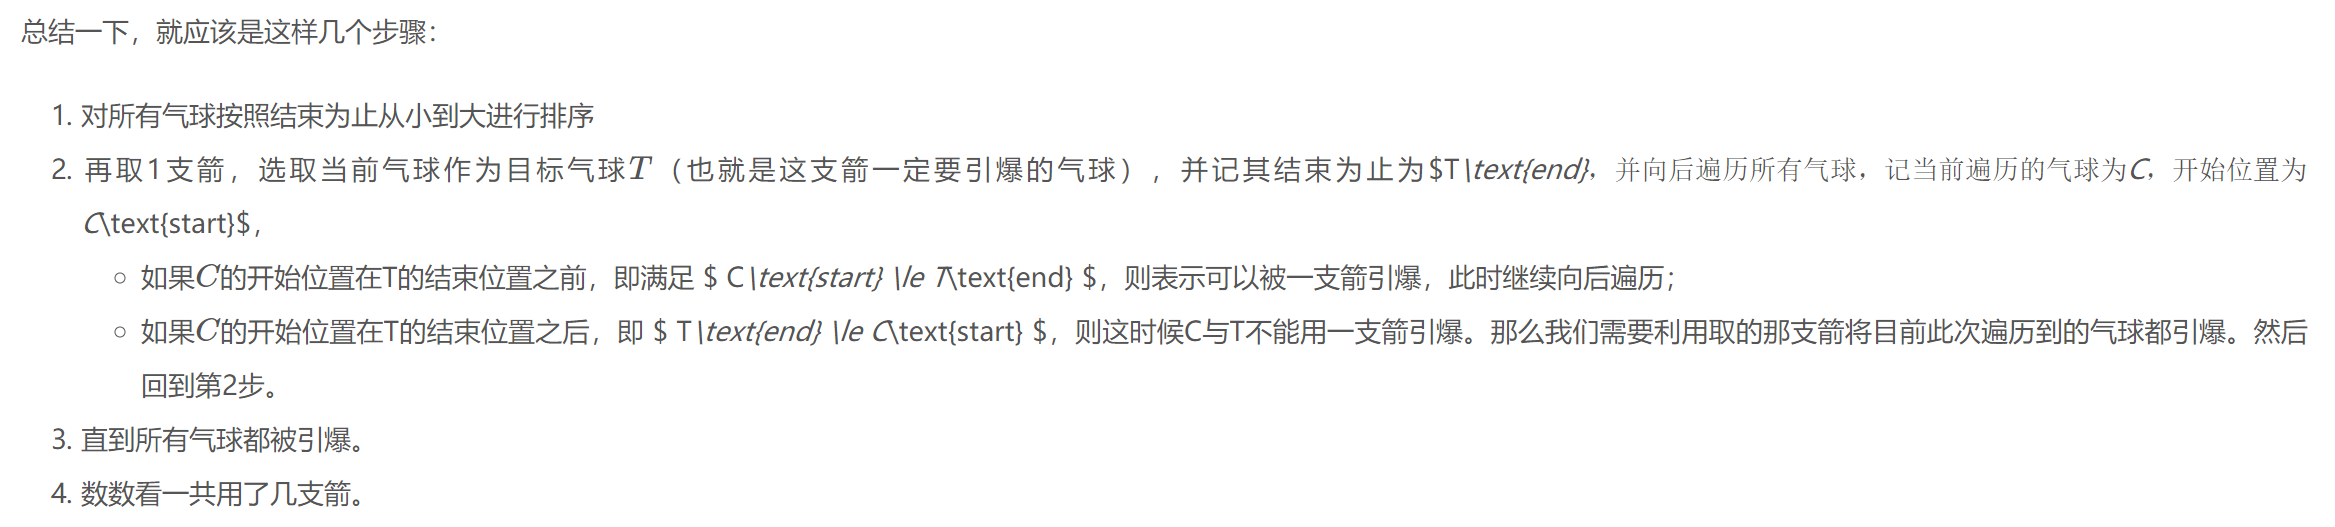 总结一下，就应该是这样几个步骤：
1. 对所有气球按照结束为止从小到大进行排序
2. 再取1支箭，选取当前气球作为目标气球T（也就是这支箭一定要引爆的气球），并记其结束为止为$T\text{end}，并向后遍历所有气球，记当前遍历的气球为C，开始位置为
C\text{start}$，
○ 如果C的开始位置在T的结束位置之前，即满足 $ C\text{start} \le T\text{end} $，则表示可以被一支箭引爆，此时继续向后遍历；
○ 如果C的开始位置在T的结束位置之后，即 $ T\text{end} \le C\text{start} $，则这时候C与T不能用一支箭引爆。那么我们需要利用取的那支箭将目前此次遍历到的气球都引爆。然后
回到第2步。
3. 直到所有气球都被引爆。
4. 数数看一共用了几支箭。